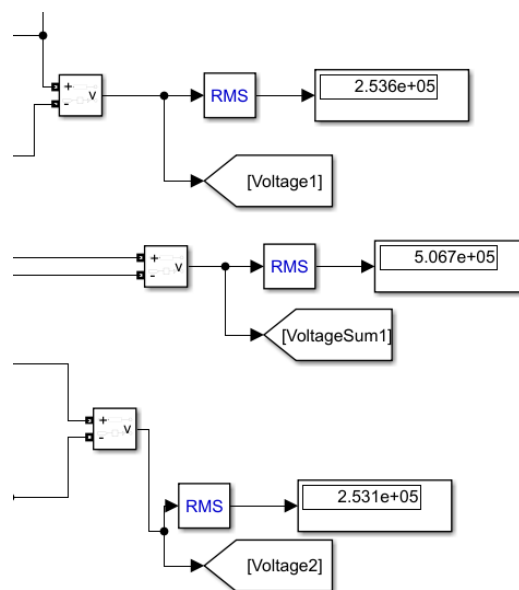 +
-
v
RMS
2.536e+05
[Voltage1]
+
-
v
RMS
5.067e+05
[VoltageSum1]
+
-
v
RMS
2.531e+05
[Voltage2]